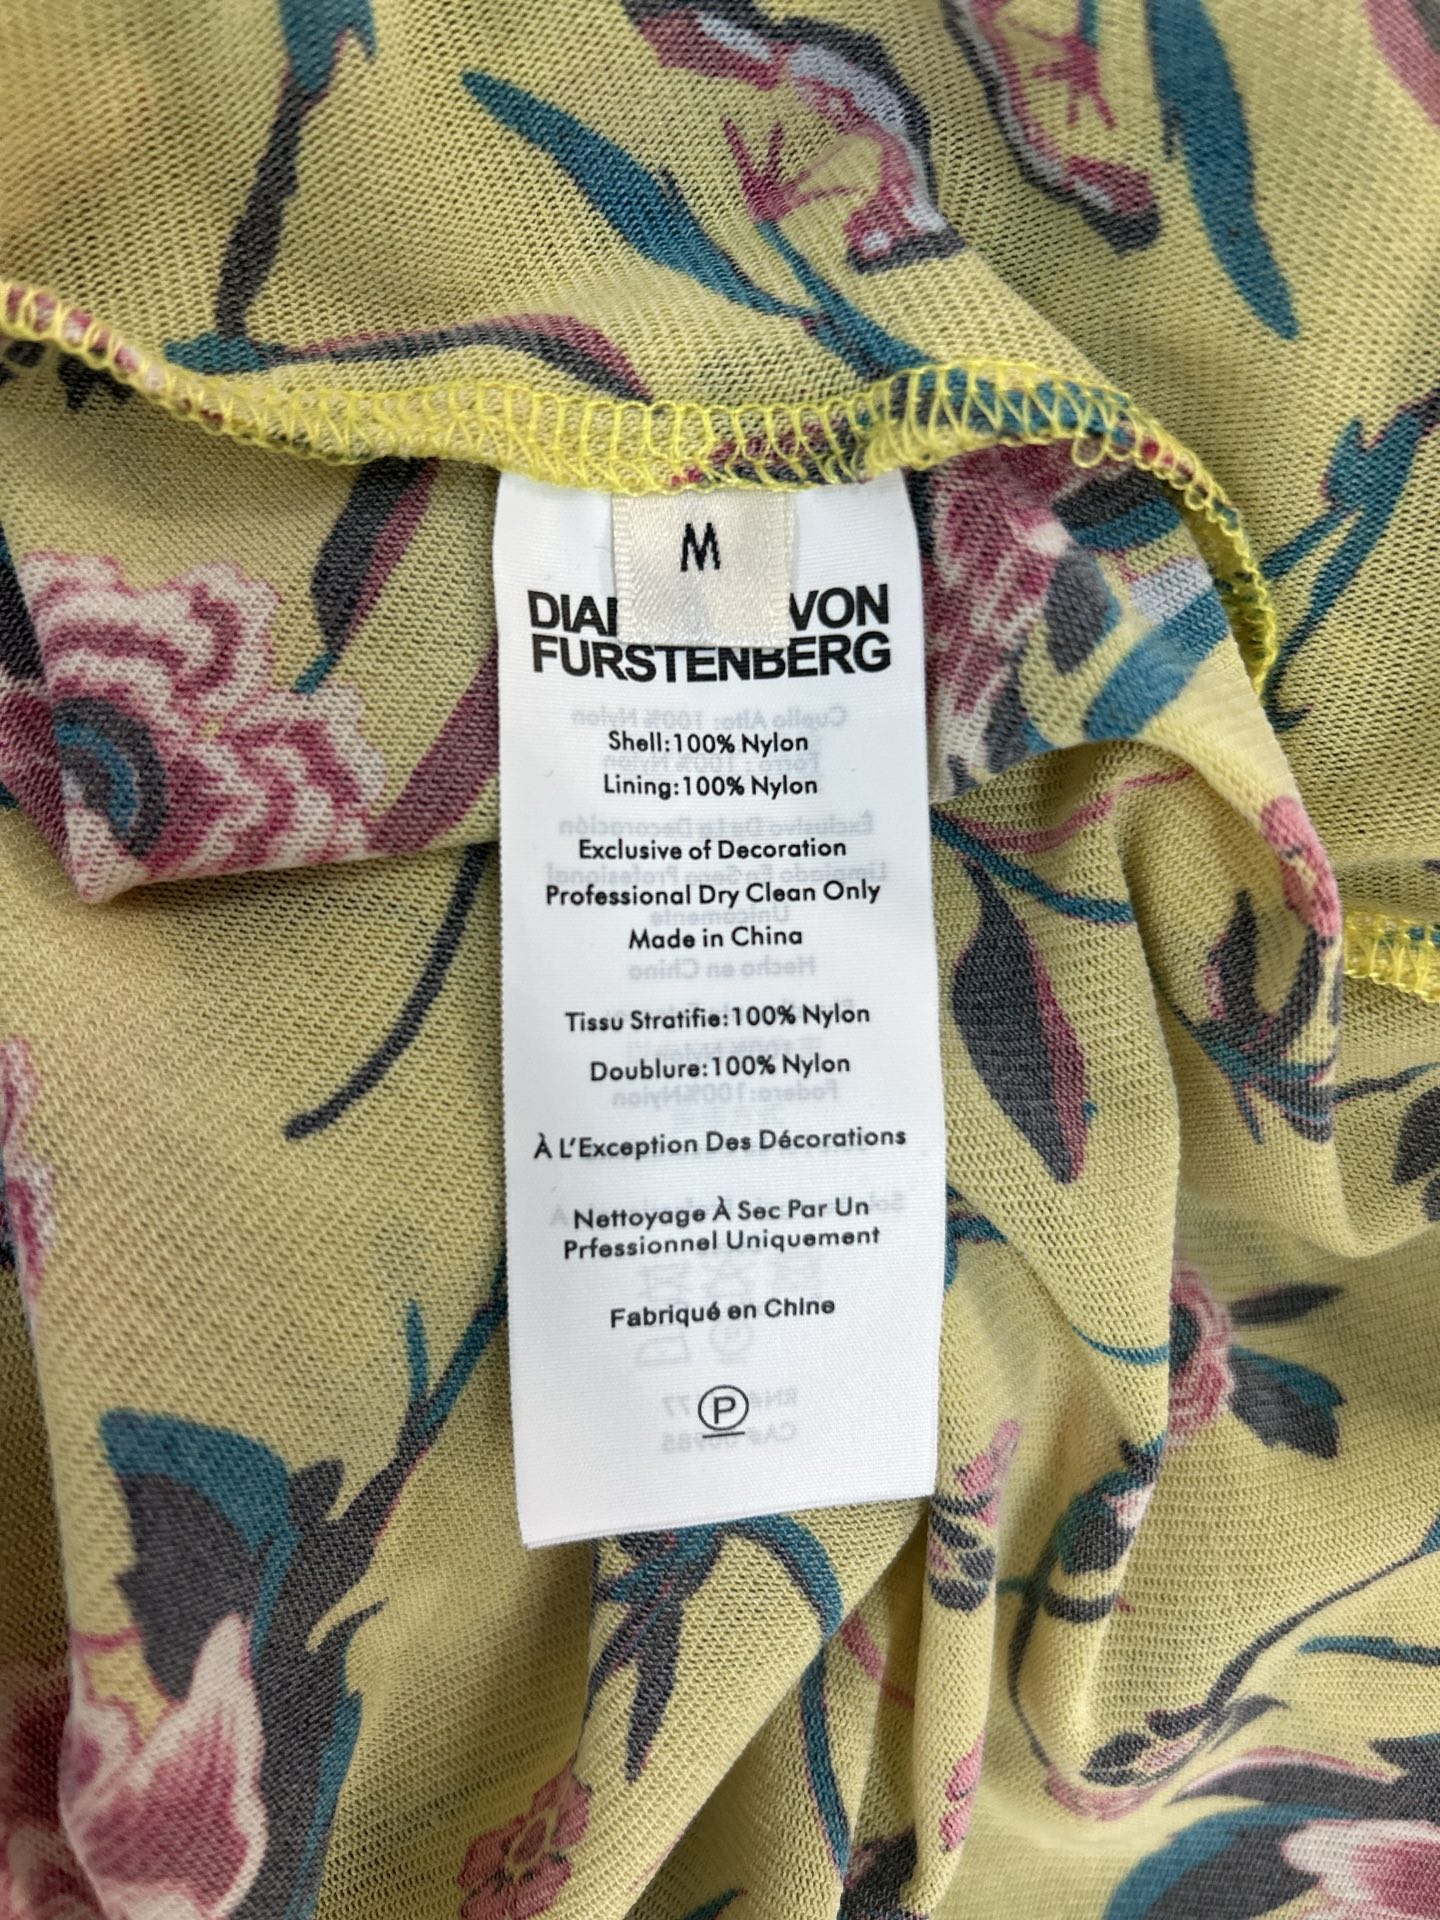 M
VON
FURSTENBERG
Shell:100% Nylon
Lining:100% Nylon
Exclusive of Decoration
Professional Dry Clean Only
Made in China
Tissu Stratifie:100% Nylon
Doublure:100% Nylon
À L'Exception Des Décorations
Nettoyage À Sec Par Un
Prfessionnel Uniquement
Fabriqué en Chine
P